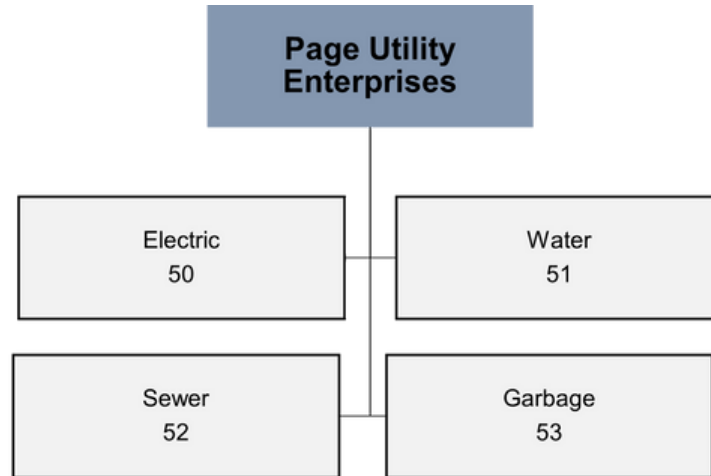 Page Utility
Enterprises
Electric
50
Water
51
Sewer
52
Garbage
53